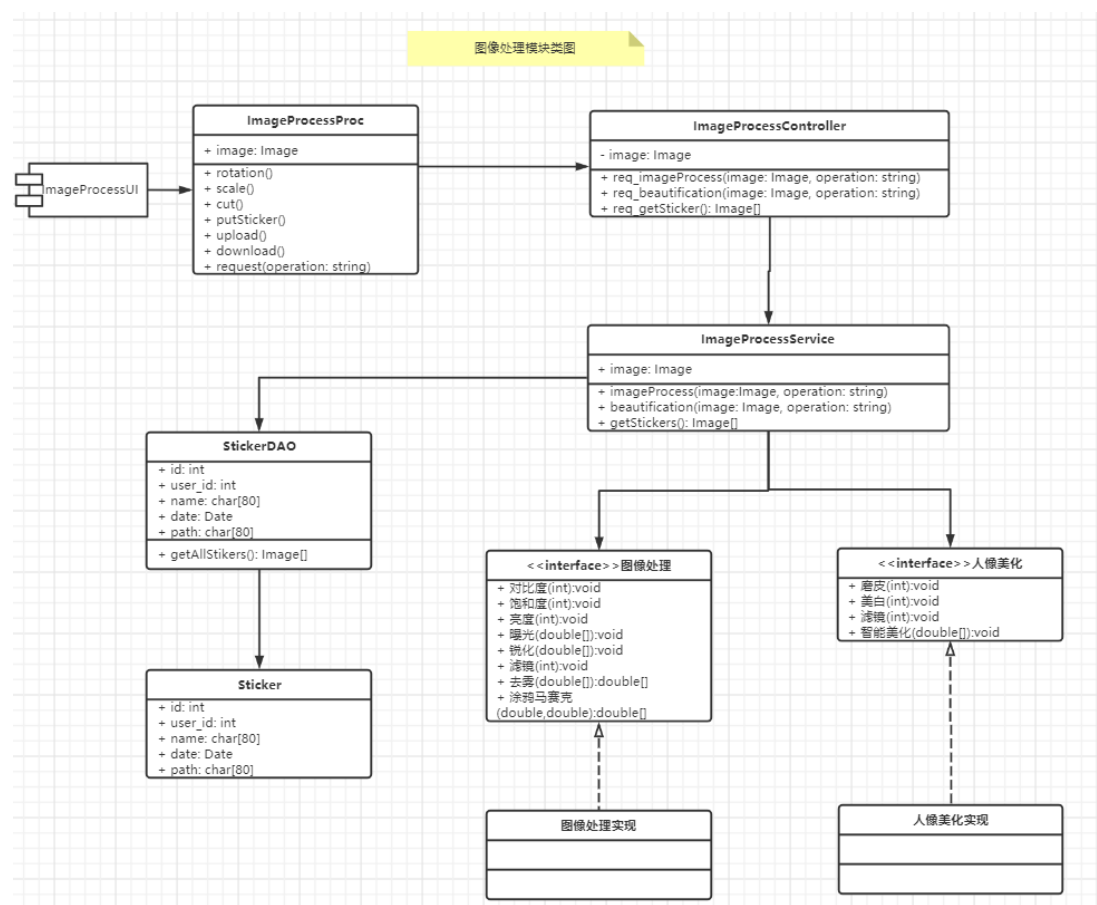 图像处理模块类图
ImageProcessProc
+ image: Image
+ rotation()
+ scale()
+ cut()
+ putSticker()
+ upload()
+ download()
+ request(operation: string)
ImageProcessUI
ImageProcessController
- image: Image
+ req_imageProcess(image: Image, operation: string)
+ req_beautification(image: Image, operation: string)
+ req_getSticker(): Image[]
ImageProcessService
+ image: Image
+ imageProcess(image:Image, operation: string)
+ beautification(image: Image, operation: string)
+ getStickers(): Image[]
StickerDAO
+ id: int
+ user_id: int
+ name: char[80]
+ date: Date
+ path: char[80]
+ getAllStikers(): Image[]
Sticker
+ id: int
+ user_id: int
+ name: char[80]
+ date: Date
+ path: char[80]
<<interface>>图像处理
+ 对比度(int):void
+ 饱和度(int):void
+ 亮度(int):void
+ 曝光(double[]):void
+ 锐化(double[]):void
+ 滤镜(int):void
+ 去雾(double[]):double[]
+ 涂鸦马赛克
(double,double):double[]
<<interface>>人像美化
+ 磨皮(int):void
+ 美白(int):void
+ 滤镜(int):void
+ 智能美化(double[]):void
图像处理实现
人像美化实现